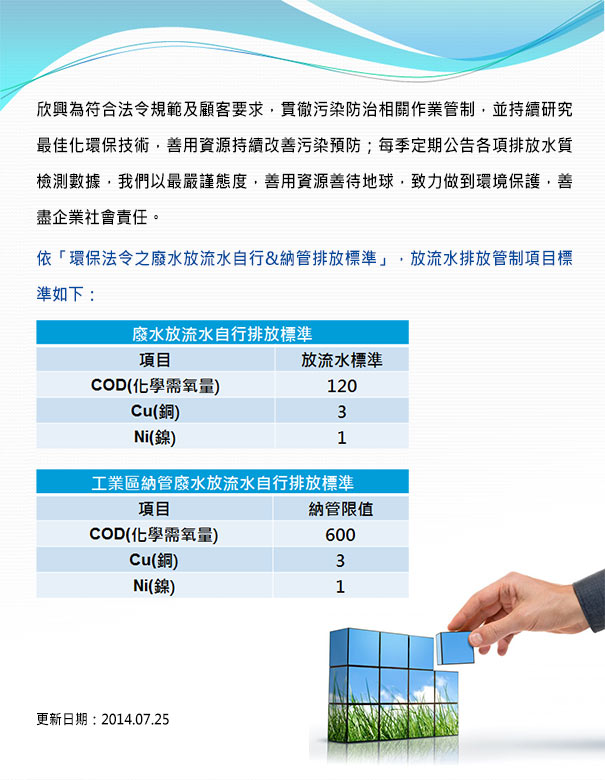 欣興為符合法令規範及顧客要求，貫徹污染防治相關作業管制，並持續研究
最佳化環保技術，善用資源持續改善污染預防；每季定期公告各項排放水質
檢測數據，我們以最嚴謹態度，善用資源善待地球，致力做到環境保護，善
盡企業社會責任。
依「環保法令之廢水放流水自行&納管排放標準」，放流水排放管制項目標
準如下：
廢水放流水自行排放標準
項目 放流水標準
COD(化學需氧量) 120
Cu(銅) 3
Ni(鎳) 1
工業區納管廢水放流水自行排放標準
項目 納管限值
COD(化學需氧量) 600
Cu(銅) 3
Ni(鎳) 1
更新日期：2014.07.25